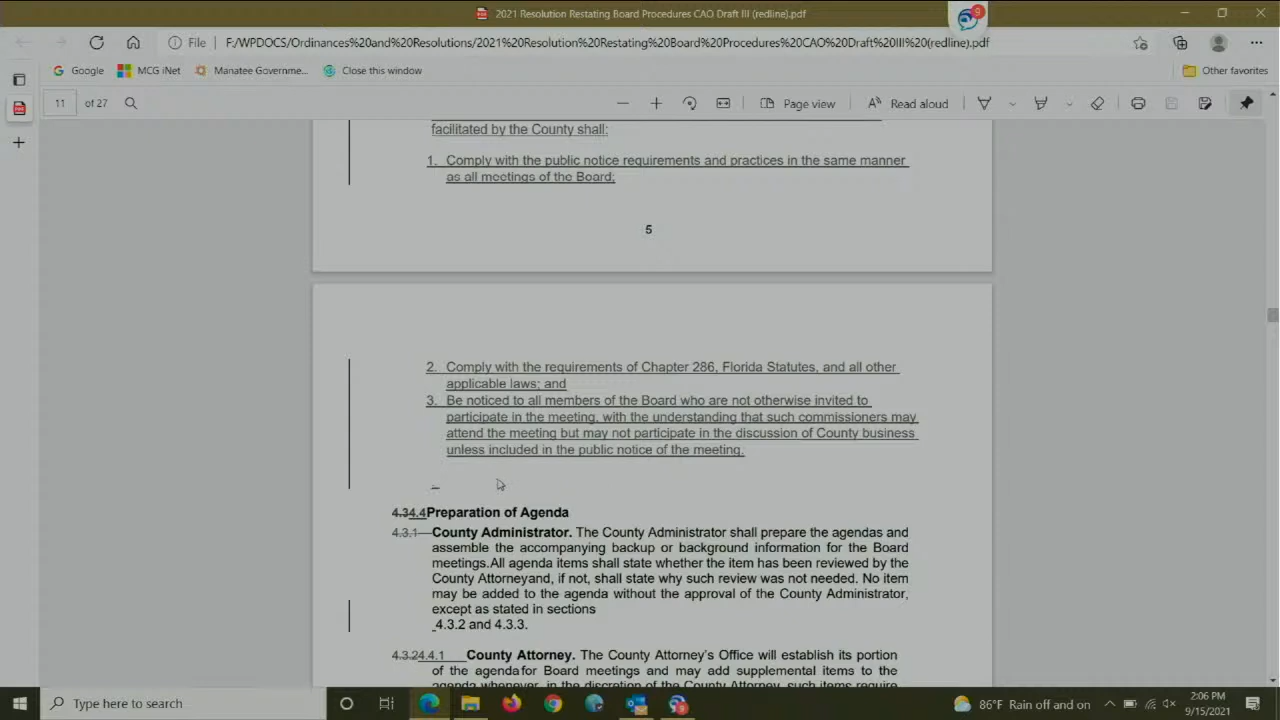 2021 Resolution Restating Board Procedures CAO Draft III (redline).pdf
9
File
F:/WPDOCS/Ordinances%20and%20Resolutions/2021%20Resolution%20Restating%20Board%20Procedures%20CAO%20Draft%20III%20(redline).pdf
Google
MCG iNet
Manatee Governme...
Close this window
Other favorites
11 of 27
Page view
Read aloud
facilitated by the County shall:
1. Comply with the public notice requirements and practices in the same manner
as all meetings of the Board;
5
2. Comply with the requirements of Chapter 286, Florida Statutes, and all other
applicable laws; and
3. Be noticed to all members of the Board who are not otherwise invited to
participate in the meeting, with the understanding that such commissioners may
attend the meeting but may not participate in the discussion of County business
unless included in the public notice of the meeting.
4.34.4Preparation of Agenda
4.3.1 County Administrator. The County Administrator shall prepare the agendas and
assemble the accompanying backup or background information for the Board
meetings.All agenda items shall state whether the item has been reviewed by the
County Attorneyand, if not, shall state why such review was not needed. No item
may be added to the agenda without the approval of the County Administrator,
except as stated in sections
4.3.2 and 4.3.3.
4.3.24.4.1 County Attorney. The County Attorney's Office will establish its portion
of the agendafor Board meetings and may add supplemental items to the
agenda whenever, in the discretion of the County Attorney, such items require
Type here to search
86°F Rain off and on
2:06 PM
9/15/2021